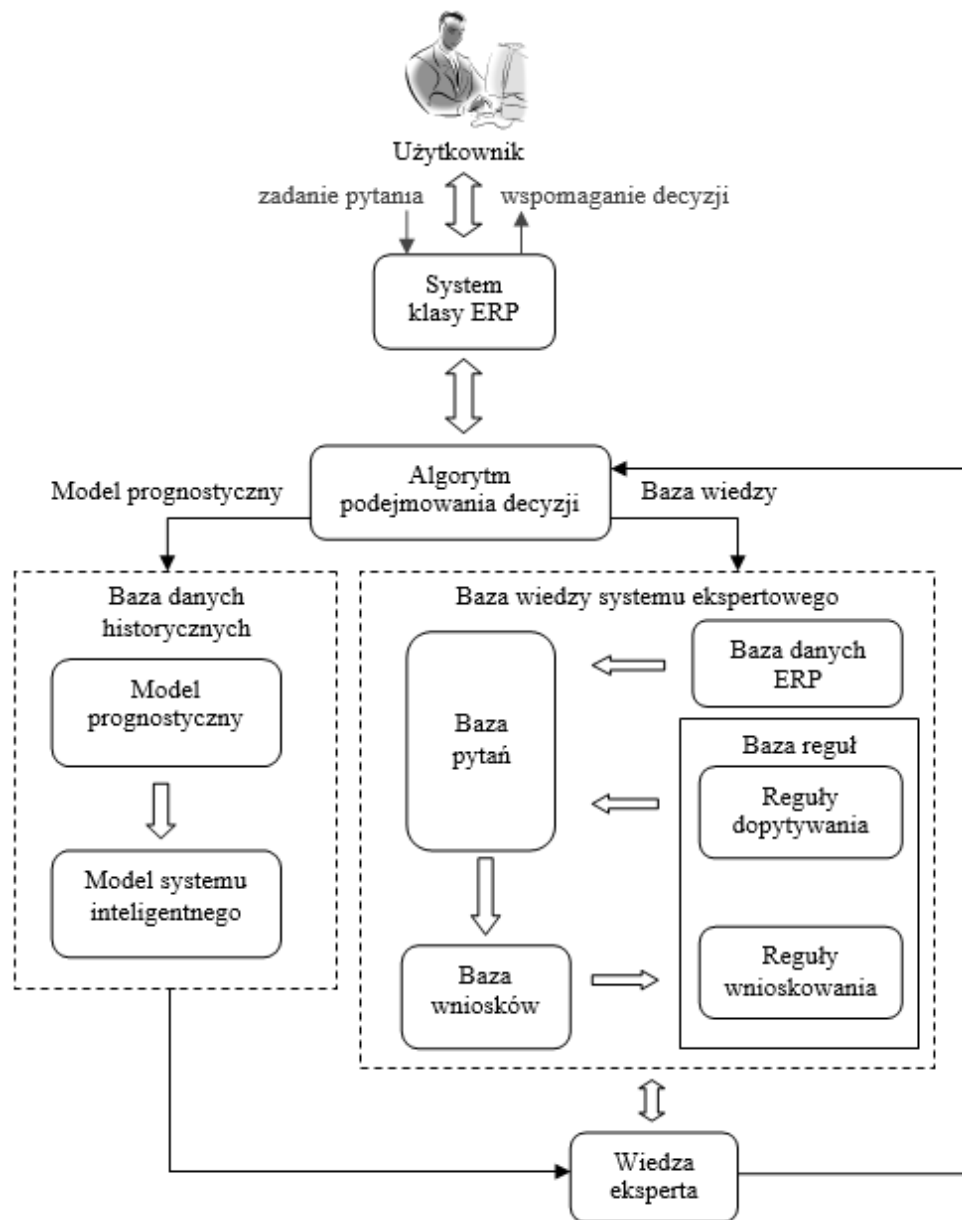 Użytkownik
zadanie pytania
wspomaganie decyzji
System
klasy ERP
Algorytm
podejmowania decyzji
Model prognostyczny
Baza wiedzy
Baza danych
historycznych
Model
prognostyczny
Model systemu
inteligentnego
Baza wiedzy systemu ekspertowego
Baza
pytań
Baza danych
ERP
Baza reguł
Reguły
dopytywania
Baza
wniosków
Reguły
wnioskowania
Wiedza
eksperta